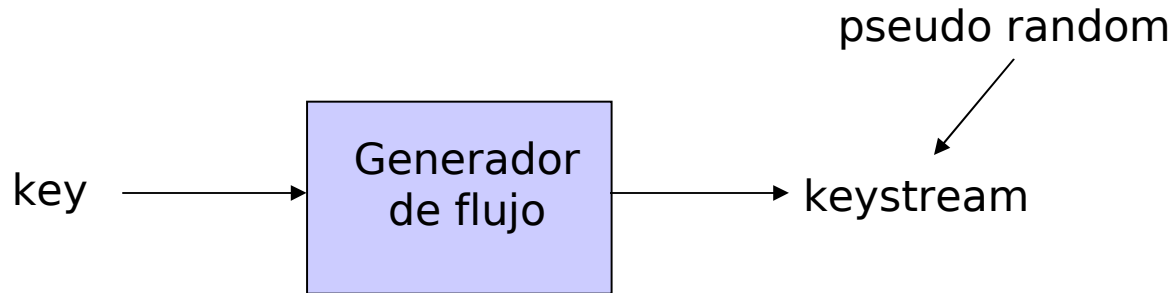 pseudo random
Generador
de flujo
key
keystream